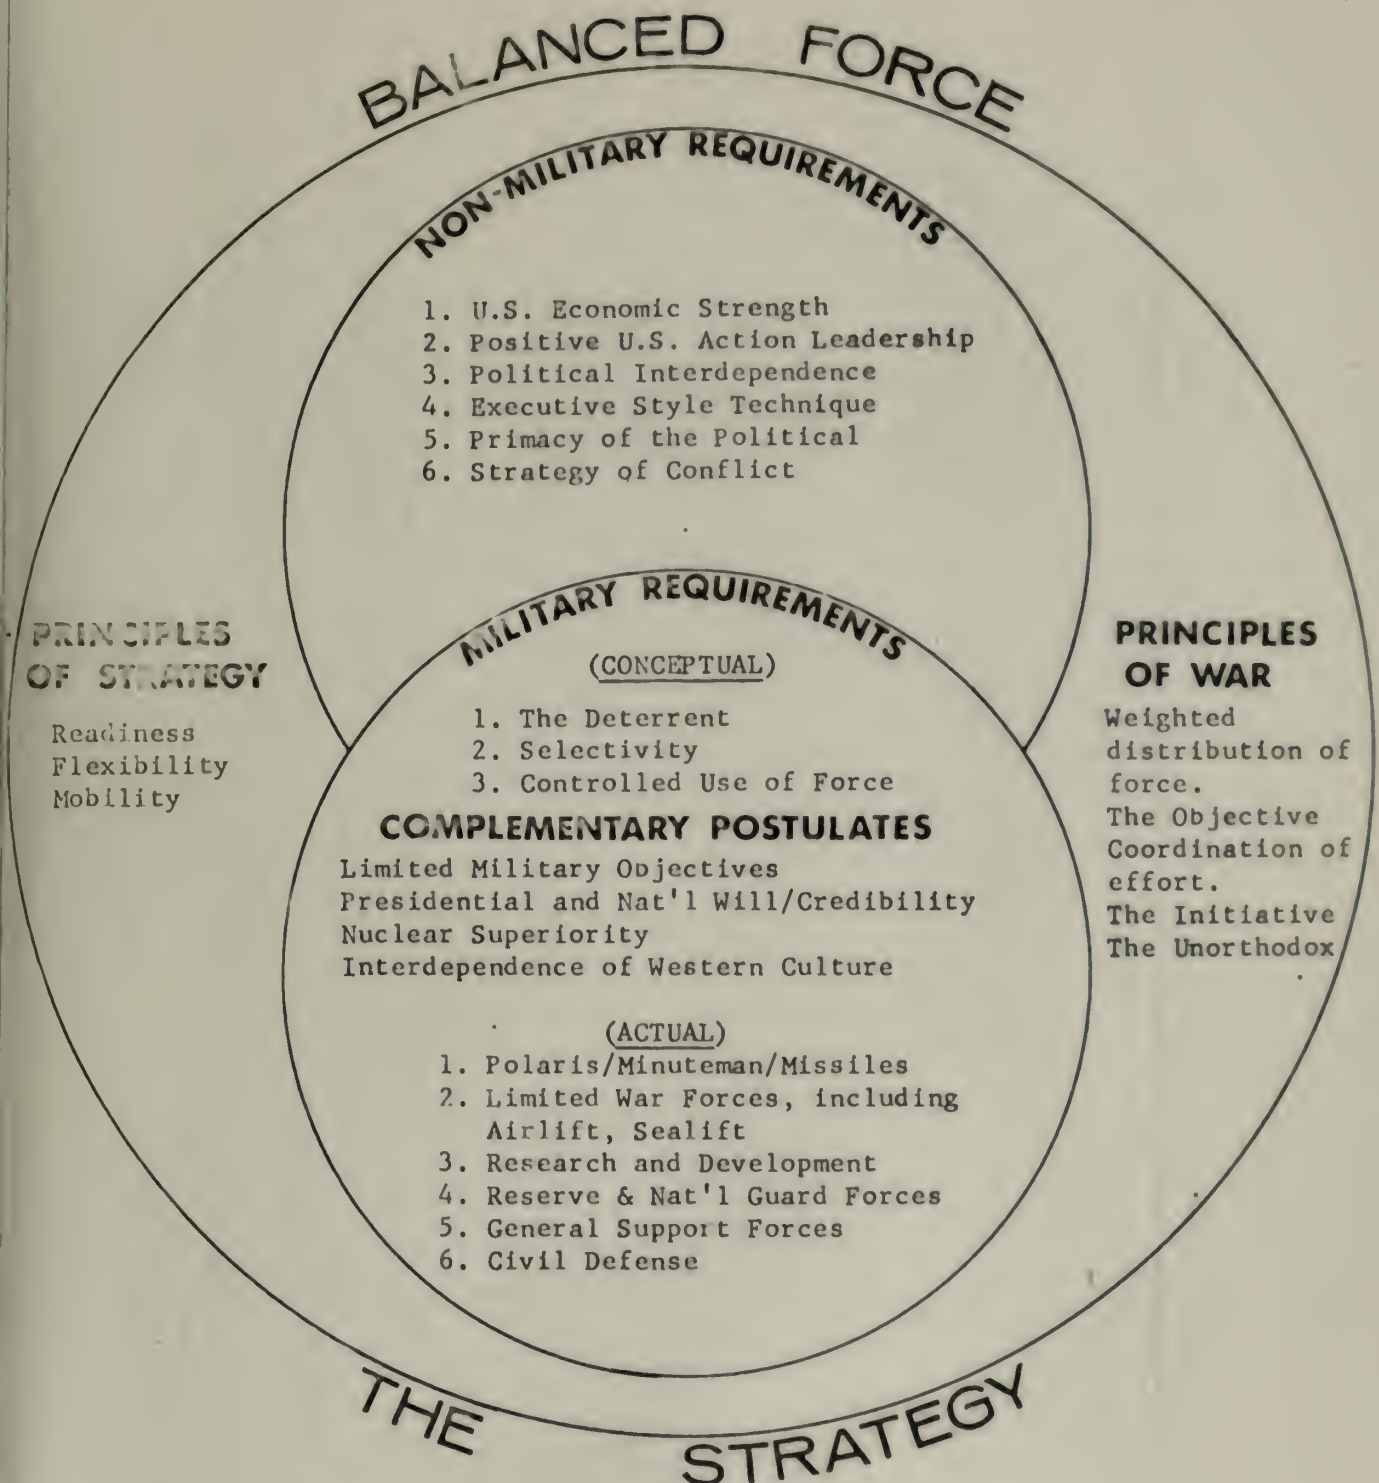 BALANCED FORCE
NON-MILITARY REQUIREMENTS
1. U.S. Economic Strength
2. Positive U.S. Action Leadership
3. Political Interdependence
4. Executive Style Technique
5. Primacy of the Political
6. Strategy of Conflict
PRINCIPLES
OF STRATEGY
Readiness
Flexibility
Mobility
MILITARY REQUIREMENTS
(CONCEPTUAL)
1. The Deterrent
2. Selectivity
3. Controlled Use of Force
COMPLEMENTARY POSTULATES
Limited Military Objectives
Presidential and Nat'l Will/Credibility
Nuclear Superiority
Interdependence of Western Culture
(ACTUAL)
1. Polaris/Minuteman/Missiles
2. Limited War Forces, including
Airlift, Sealift
3. Research and Development
4. Reserve & Nat'l Guard Forces
5. General Support Forces
6. Civil Defense
PRINCIPLES
OF WAR
Weighted
distribution of
force.
The Objective
Coordination of
effort.
The Initiative
The Unorthodox
THE STRATEGY